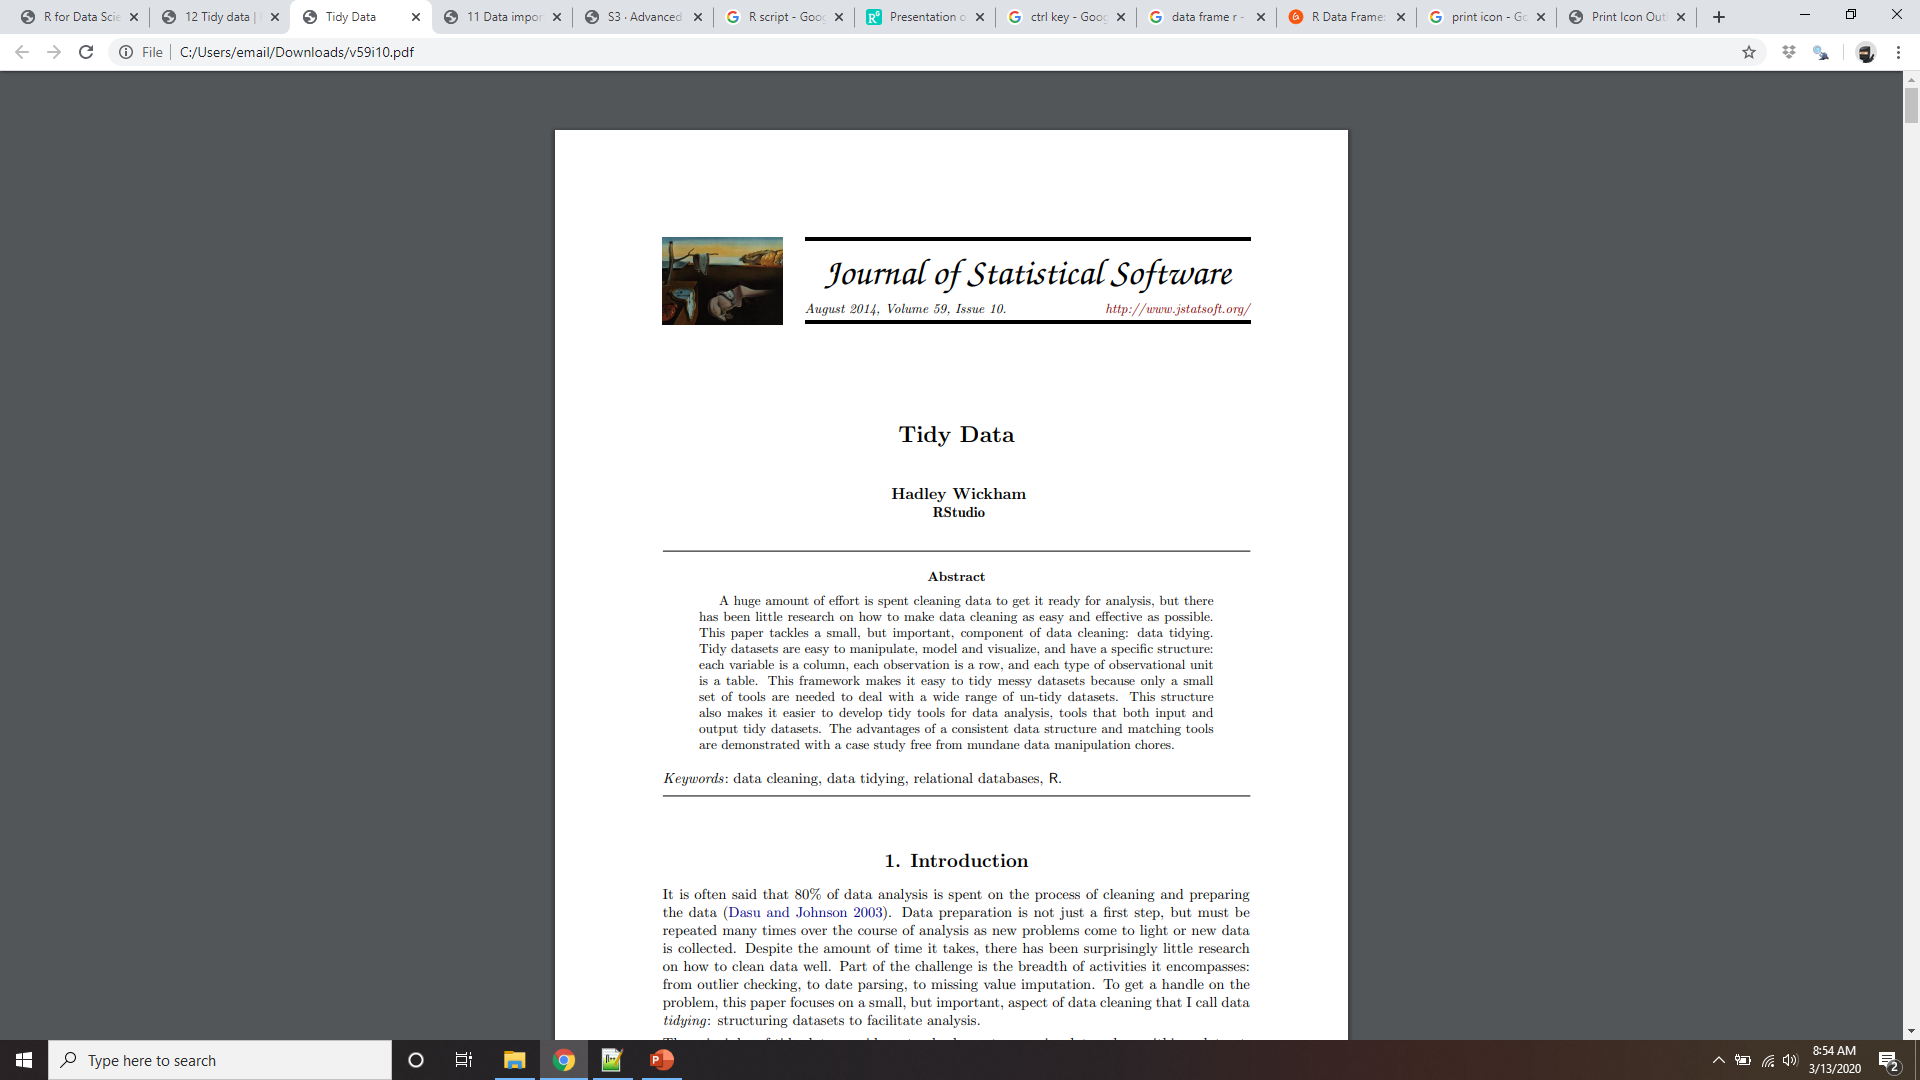 R for Data Scie
12 Tidy data |
Tidy Data
11 Data impor
S3 · Advanced
R script - Goog
Presentation o
ctrl key - Goog
data frame r -
R Data Frame:
print icon - Go
Print Icon Out
File
C:/Users/email/Downloads/v59i10.pdf
Journal of Statistical Software
August 2014, Volume 59, Issue 10.
http://www.jstatsoft.org/
Tidy Data
Hadley Wickham
RStudio
Abstract
A huge amount of effort is spent cleaning data to get it ready for analysis, but there
has been little research on how to make data cleaning as easy and effective as possible.
This paper tackles a small, but important, component of data cleaning: data tidying.
Tidy datasets are easy to manipulate, model and visualize, and have a specific structure:
each variable is a column, each observation is a row, and each type of observational unit
is a table. This framework makes it easy to tidy messy datasets because only a small
set of tools are needed to deal with a wide range of un-tidy datasets. This structure
also makes it easier to develop tidy tools for data analysis, tools that both input and
output tidy datasets. The advantages of a consistent data structure and matching tools
are demonstrated with a case study free from mundane data manipulation chores.
Keywords: data cleaning, data tidying, relational databases, R.
1. Introduction
It is often said that 80% of data analysis is spent on the process of cleaning and preparing
the data (Dasu and Johnson 2003). Data preparation is not just a first step, but must be
repeated many times over the course of analysis as new problems come to light or new data
is collected. Despite the amount of time it takes, there has been surprisingly little research
on how to clean data well. Part of the challenge is the breadth of activities it encompasses:
from outlier checking, to date parsing, to missing value imputation. To get a handle on the
problem, this paper focuses on a small, but important, aspect of data cleaning that I call data
tidying: structuring datasets to facilitate analysis.
Type here to search
8:54 AM
3/13/2020
2